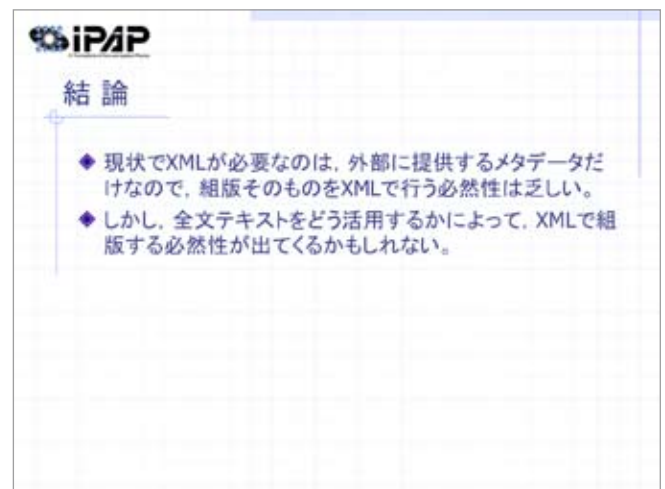 iPAP
結 論
現状でXMLが必要なのは，外部に提供するメタデータだ
けなので，組版そのものをXMLで行う必然性は乏しい。
しかし，全文テキストをどう活用するかによって，XMLで組
版する必然性が出てくるかもしれない。